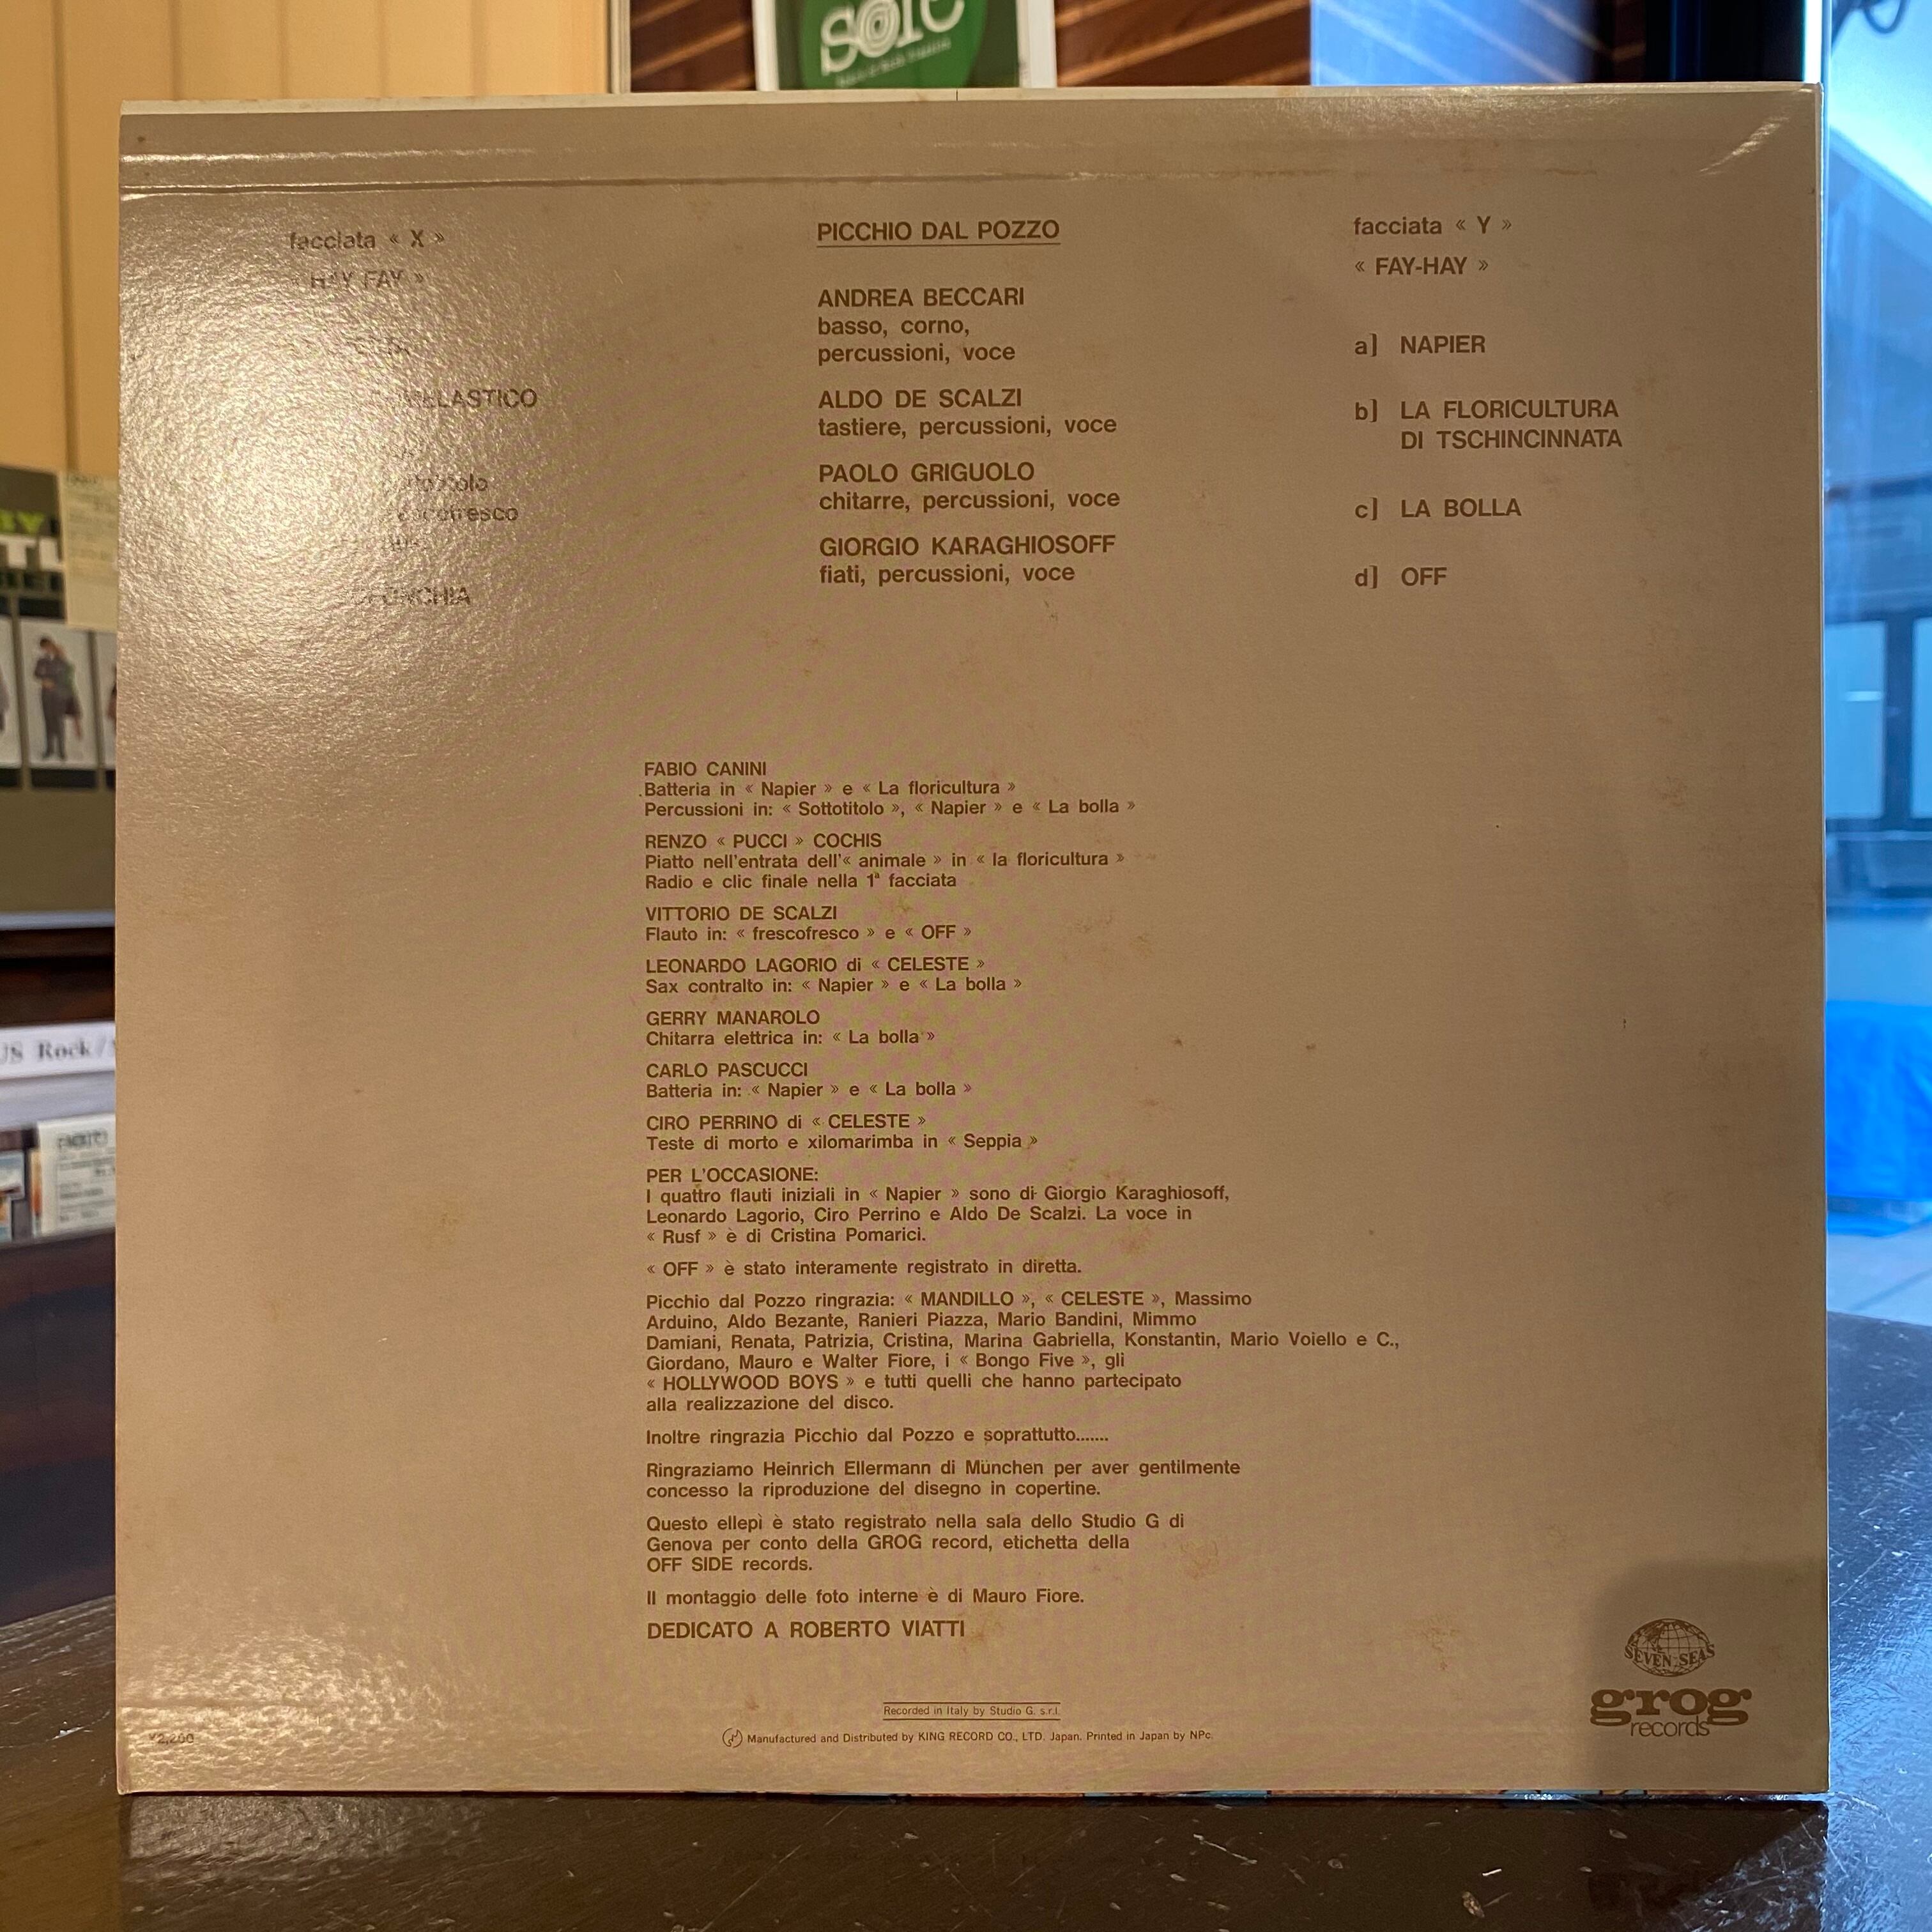 facciata « X »
HAY FAY »
PICCHIO DAL POZZO
ANDREA BECCARI
basso, corno,
percussioni, voce
ALDO DE SCALZI
tastiere, percussioni, voce
PAOLO GRIGUOLO
chitarre, percussioni, voce
GIORGIO KARAGHIOSOFF
fiati, percussioni, voce
facciata « Y »
« FAY-HAY »
a] NAPIER
b] LA FLORICULTURA
DI TSCHINCINNATA
c] LA BOLLA
d] OFF
FABIO CANINI
Batteria in « Napier » e « La floricultura »
Percussioni in: « Sottotitolo », « Napier » e « La bolla »
RENZO « PUCCI » COCHIS
Piatto nell'entrata dell'« animale » in « la floricultura »
Radio e clic finale nella 1ª facciata
VITTORIO DE SCALZI
Flauto in: « frescofresco » e « OFF »
LEONARDO LAGORIO di « CELESTE »
Sax contralto in: « Napier » e « La bolla »
GERRY MANAROLO
Chitarra elettrica in: « La bolla »
CARLO PASCUCCI
Batteria in: « Napier » e « La bolla »
CIRO PERRINO di « CELESTE »
Teste di morto e xilomarimba in « Seppia »
PER L'OCCASIONE:
I quattro flauti iniziali in « Napier » sono di Giorgio Karaghiosoff,
Leonardo Lagorio, Ciro Perrino e Aldo De Scalzi. La voce in
« Rusf » è di Cristina Pomarici.
« OFF » è stato interamente registrato in diretta.
Picchio dal Pozzo ringrazia: « MANDILLO », « CELESTE », Massimo
Arduino, Aldo Bezante, Ranieri Piazza, Mario Bandini, Mimmo
Damiani, Renata, Patrizia, Cristina, Marina Gabriella, Konstantin, Mario Voiello e C.,
Giordano, Mauro e Walter Fiore, i « Bongo Five », gli
« HOLLYWOOD BOYS » e tutti quelli che hanno partecipato
alla realizzazione del disco.
Inoltre ringrazia Picchio dal Pozzo e soprattutto.......
Ringraziamo Heinrich Ellermann di München per aver gentilmente
concesso la riproduzione del disegno in copertine.
Questo ellepì è stato registrato nella sala dello Studio G di
Genova per conto della GROG record, etichetta della
OFF SIDE records.
Il montaggio delle foto interne è di Mauro Fiore.
DEDICATO A ROBERTO VIATTI
SEVEN SEAS
grog
records
Recorded in Italy by Studio G. s.r.l.
Manufactured and Distributed by KING RECORD CO., LTD. Japan. Printed in Japan by NPc.
¥2,200
US Rock/